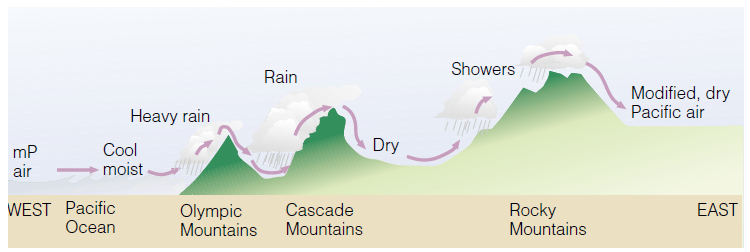 Rain
Showers
Modified, dry
Pacific air
Heavy rain
Dry
mP
air
Cool
moist
WEST
Pacific
Ocean
Olympic
Mountains
Cascade
Mountains
Rocky
Mountains
EAST